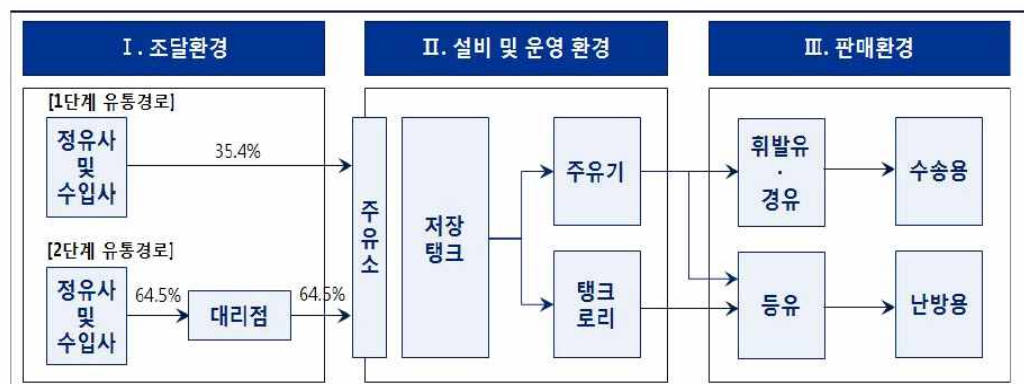 Ⅰ. 조달환경
Ⅱ. 설비 및 운영 환경
Ⅲ. 판매환경
[1단계 유통경로]
정유사
및
수입사
35.4%
[2단계 유통경로]
정유사
및
수입사
64.5%
대리점
64.5%
주
유
소
저장
탱크
주유기
탱크
로리
휘발유
·
경유
등유
수송용
난방용